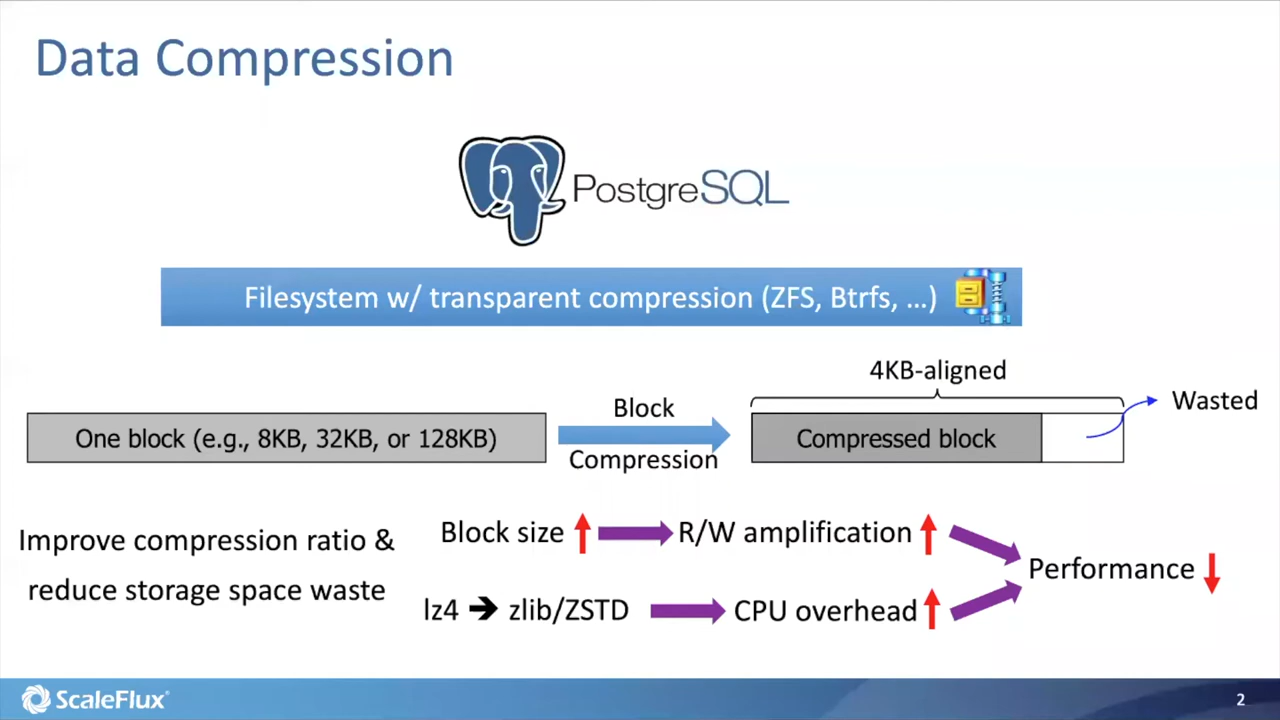 Data Compression
PostgreSQL
Filesystem w/ transparent compression (ZFS, Btrfs, ...)
4KB-aligned
Wasted
Block
One block (e.g., 8KB, 32KB, or 128KB)
Compressed block
Compression
Improve compression ratio &
reduce storage space waste
Block size
R/W amplification
Performance
lz4 → zlib/ZSTD
CPU overhead
ScaleFlux
2